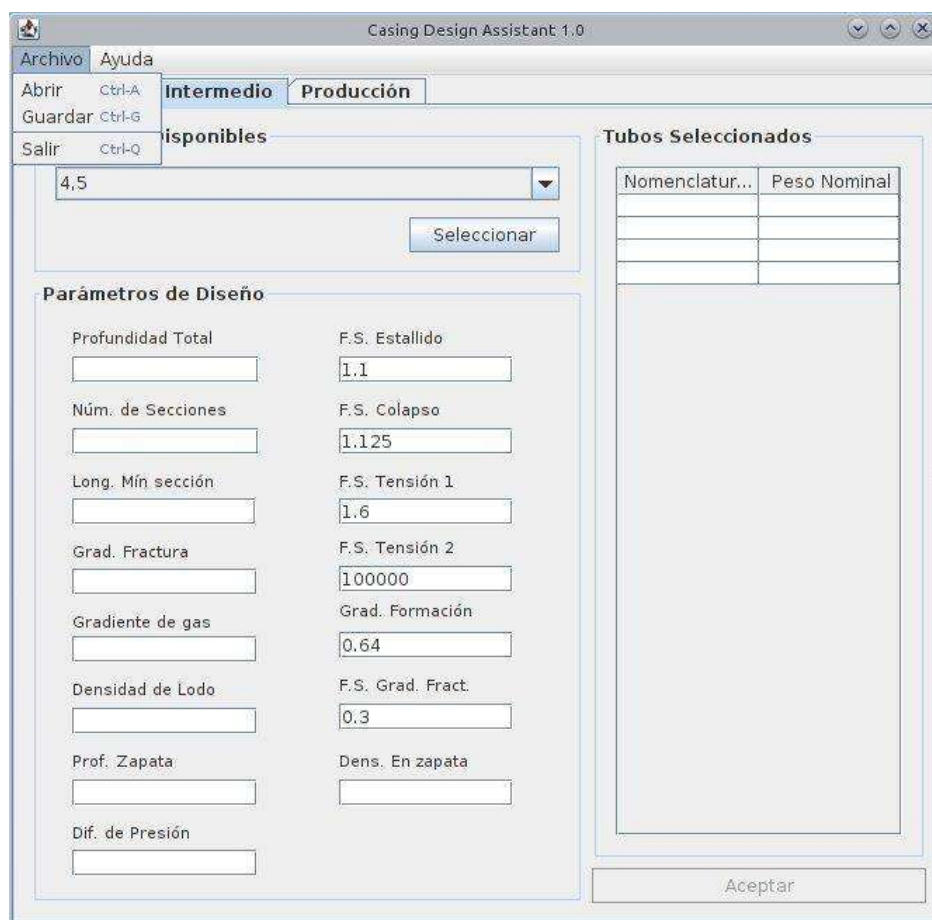 Casing Design Assistant 1.0
Archivo Ayuda
Abrir Ctrl-A
Guardar Ctrl-G
Salir Ctrl-Q
Intermedio Producción
Disponibles
4,5
Seleccionar
Tubos Seleccionados
Nomenclatur... Peso Nominal
Parámetros de Diseño
Profundidad Total F.S. Estallido
1.1
Núm. de Secciones F.S. Colapso
1.125
Long. Mín sección F.S. Tensión 1
1.6
Grad. Fractura F.S. Tensión 2
100000
Gradiente de gas Grad. Formación
0.64
Densidad de Lodo F.S. Grad. Fract.
0.3
Prof. Zapata Dens. En zapata
Dif. de Presión
Aceptar